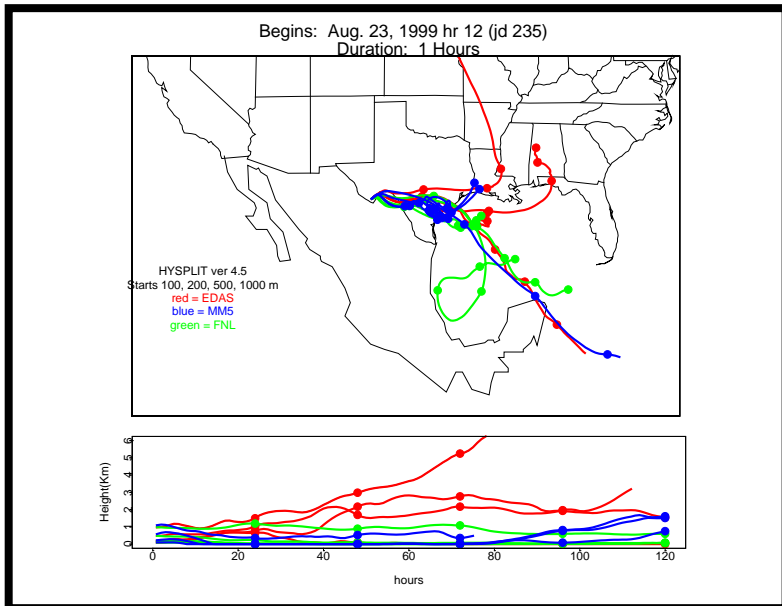 Begins: Aug. 23, 1999 hr 12 (jd 235)
Duration: 1 Hours
HYSPLIT ver 4.5
Starts 100, 200, 500, 1000 m
red = EDAS
blue = MM5
green = FNL
Height(Km)
6
5
4
3
2
1
0
0 20 40 60 80 100 120
hours